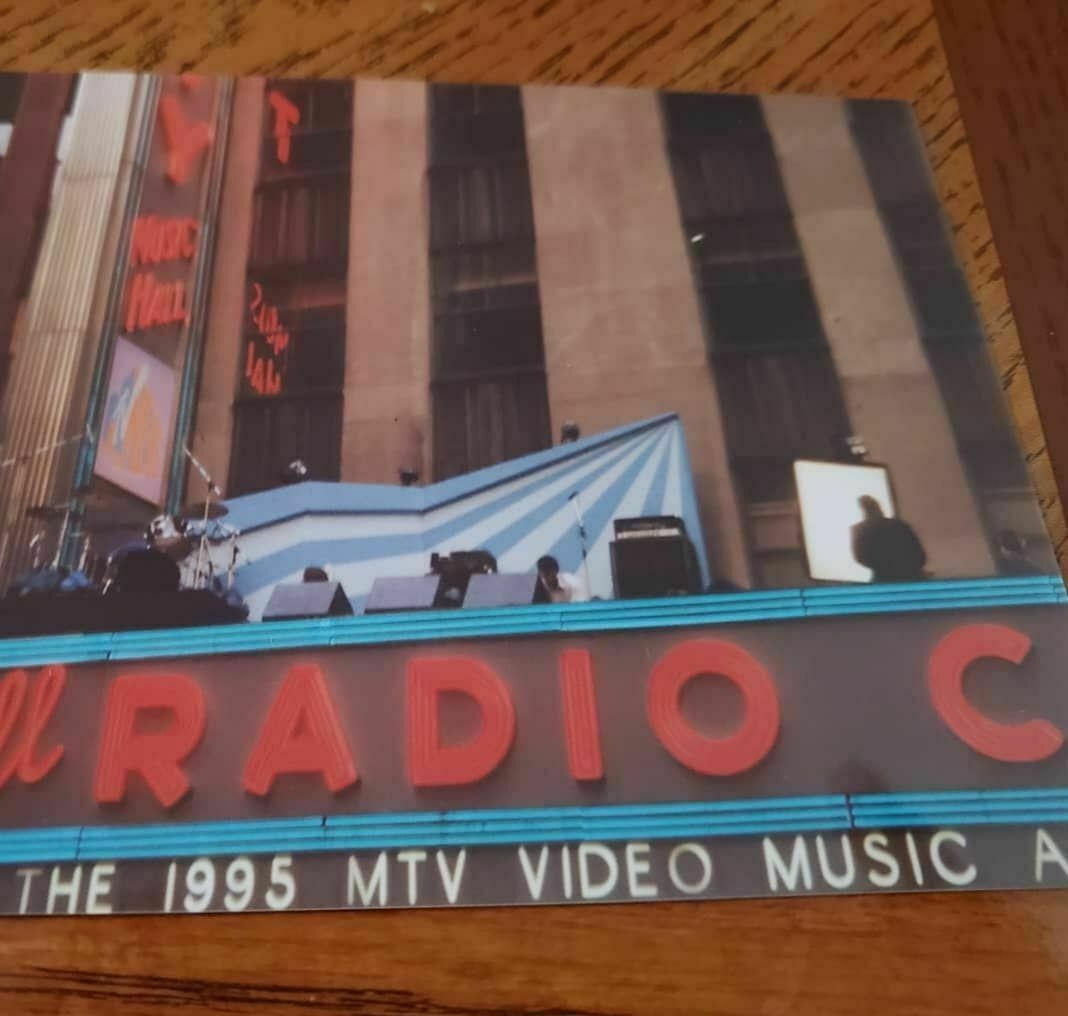 MUSIC
HALL
RADIO C
THE 1995 MTV VIDEO MUSIC A